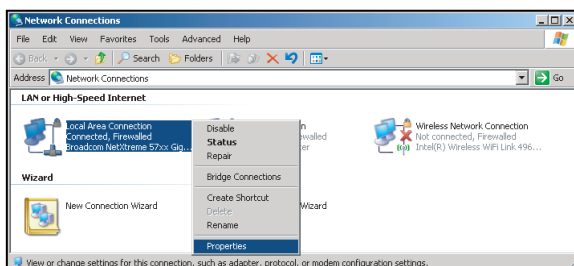 Network Connections
File Edit View Favorites Tools Advanced Help
Back Search Folders
Address Network Connections Go
LAN or High-Speed Internet
Local Area Connection
Connected, Firewalled
Broadcom NetXtreme 57xx Gig...
Disable
Status
Repair
Bridge Connections
Create Shortcut
Delete
Rename
Properties
Wireless Network Connection
Not connected, Firewalled
Intel(R) Wireless WiFi Link 496...
Wizard
New Connection Wizard
Wizard
View or change settings for this connection, such as adapter, protocol, or modem configuration settings.